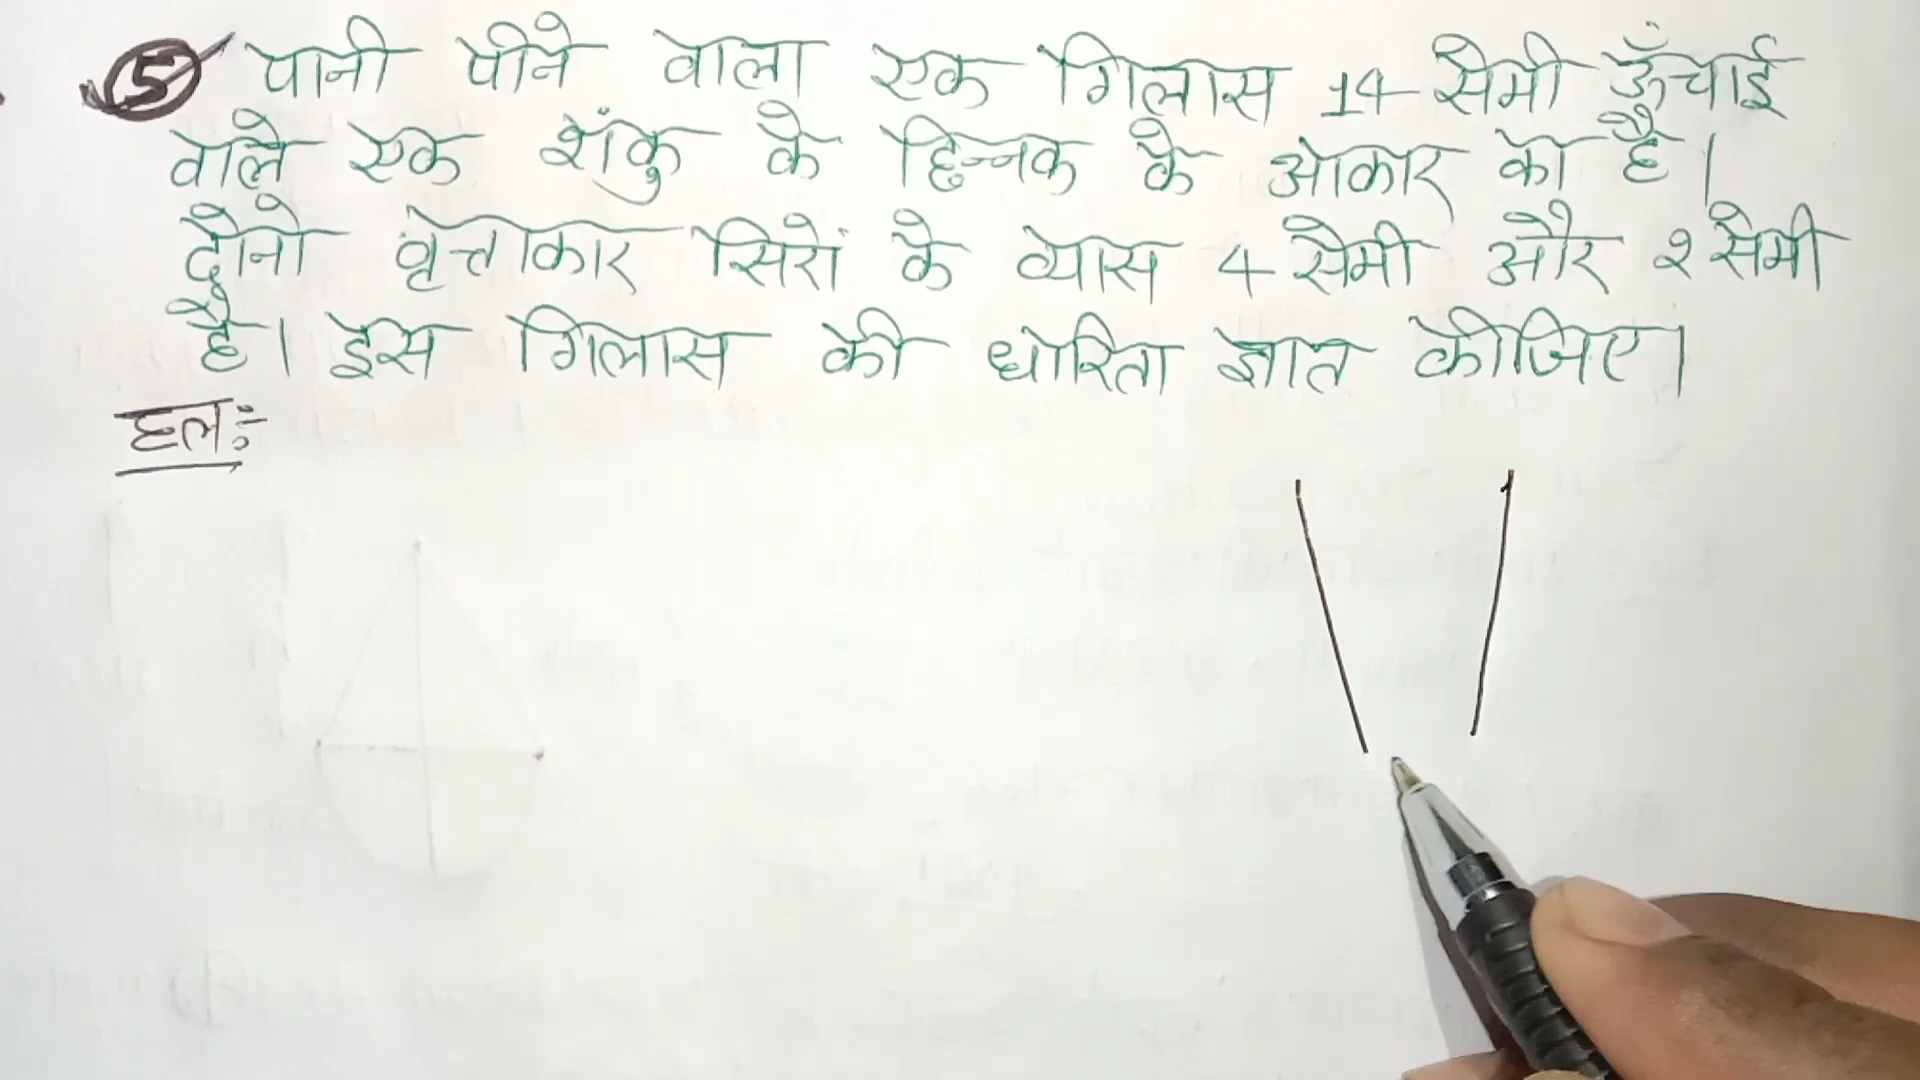 5 पानी पीने वाला एक गिलास 14 सेमी ऊँचाई
वाले एक शंकु के छिन्नक के आकार का है।
दोनो वृत्ताकार सिरों के व्यास 4 सेमी और 2 सेमी
है। इस गिलास की धारिता ज्ञात कीजिए।
हल:-